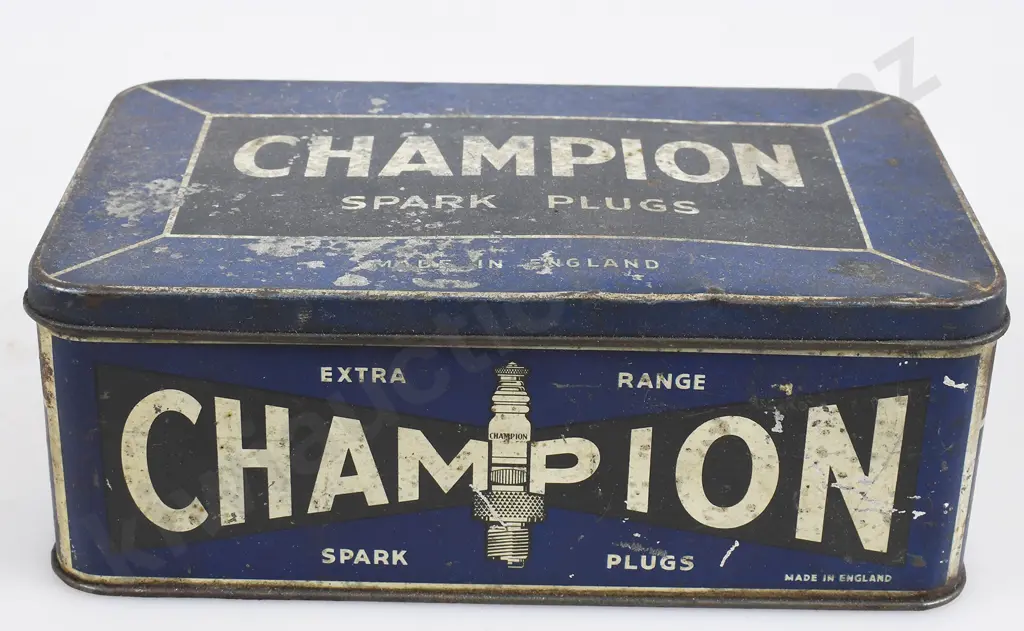 CHAMPION
SPARK PLUGS
MADE IN ENGLAND
EXTRA RANGE
CHAMPION
CHAMPION
SPARK PLUGS
MADE IN ENGLAND